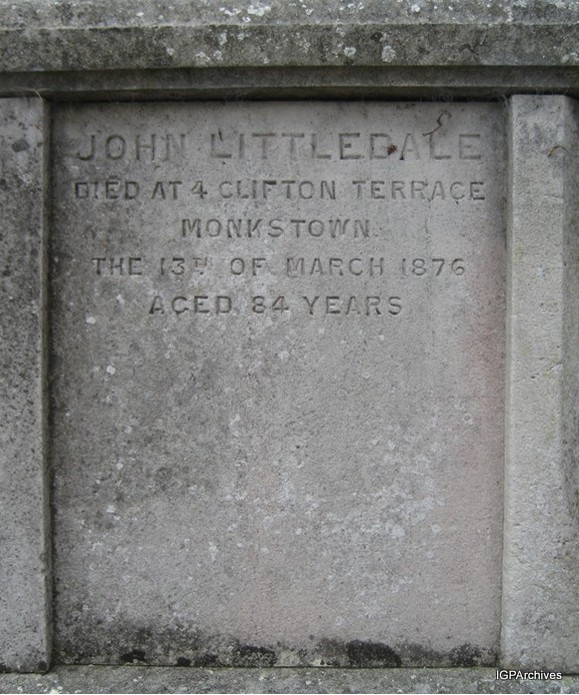 JOHN LITTLEDALE
DIED AT 4 CLIFTON TERRACE
MONKSTOWN.
THE 13TH OF MARCH 1876
AGED 84 YEARS
IGPArchives